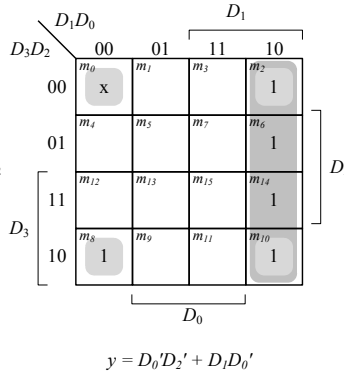 D₁D₀
D₁
D₃D₂
00 01 11 10
00 m₀ x m₁ m₃ m₂ 1
01 m₄ m₅ m₇ m₆ 1
D
11 m₁₂ m₁₃ m₁₅ m₁₄ 1
D₃
10 m₈ 1 m₉ m₁₁ m₁₀ 1
D₀
y = D₀'D₂' + D₁D₀'